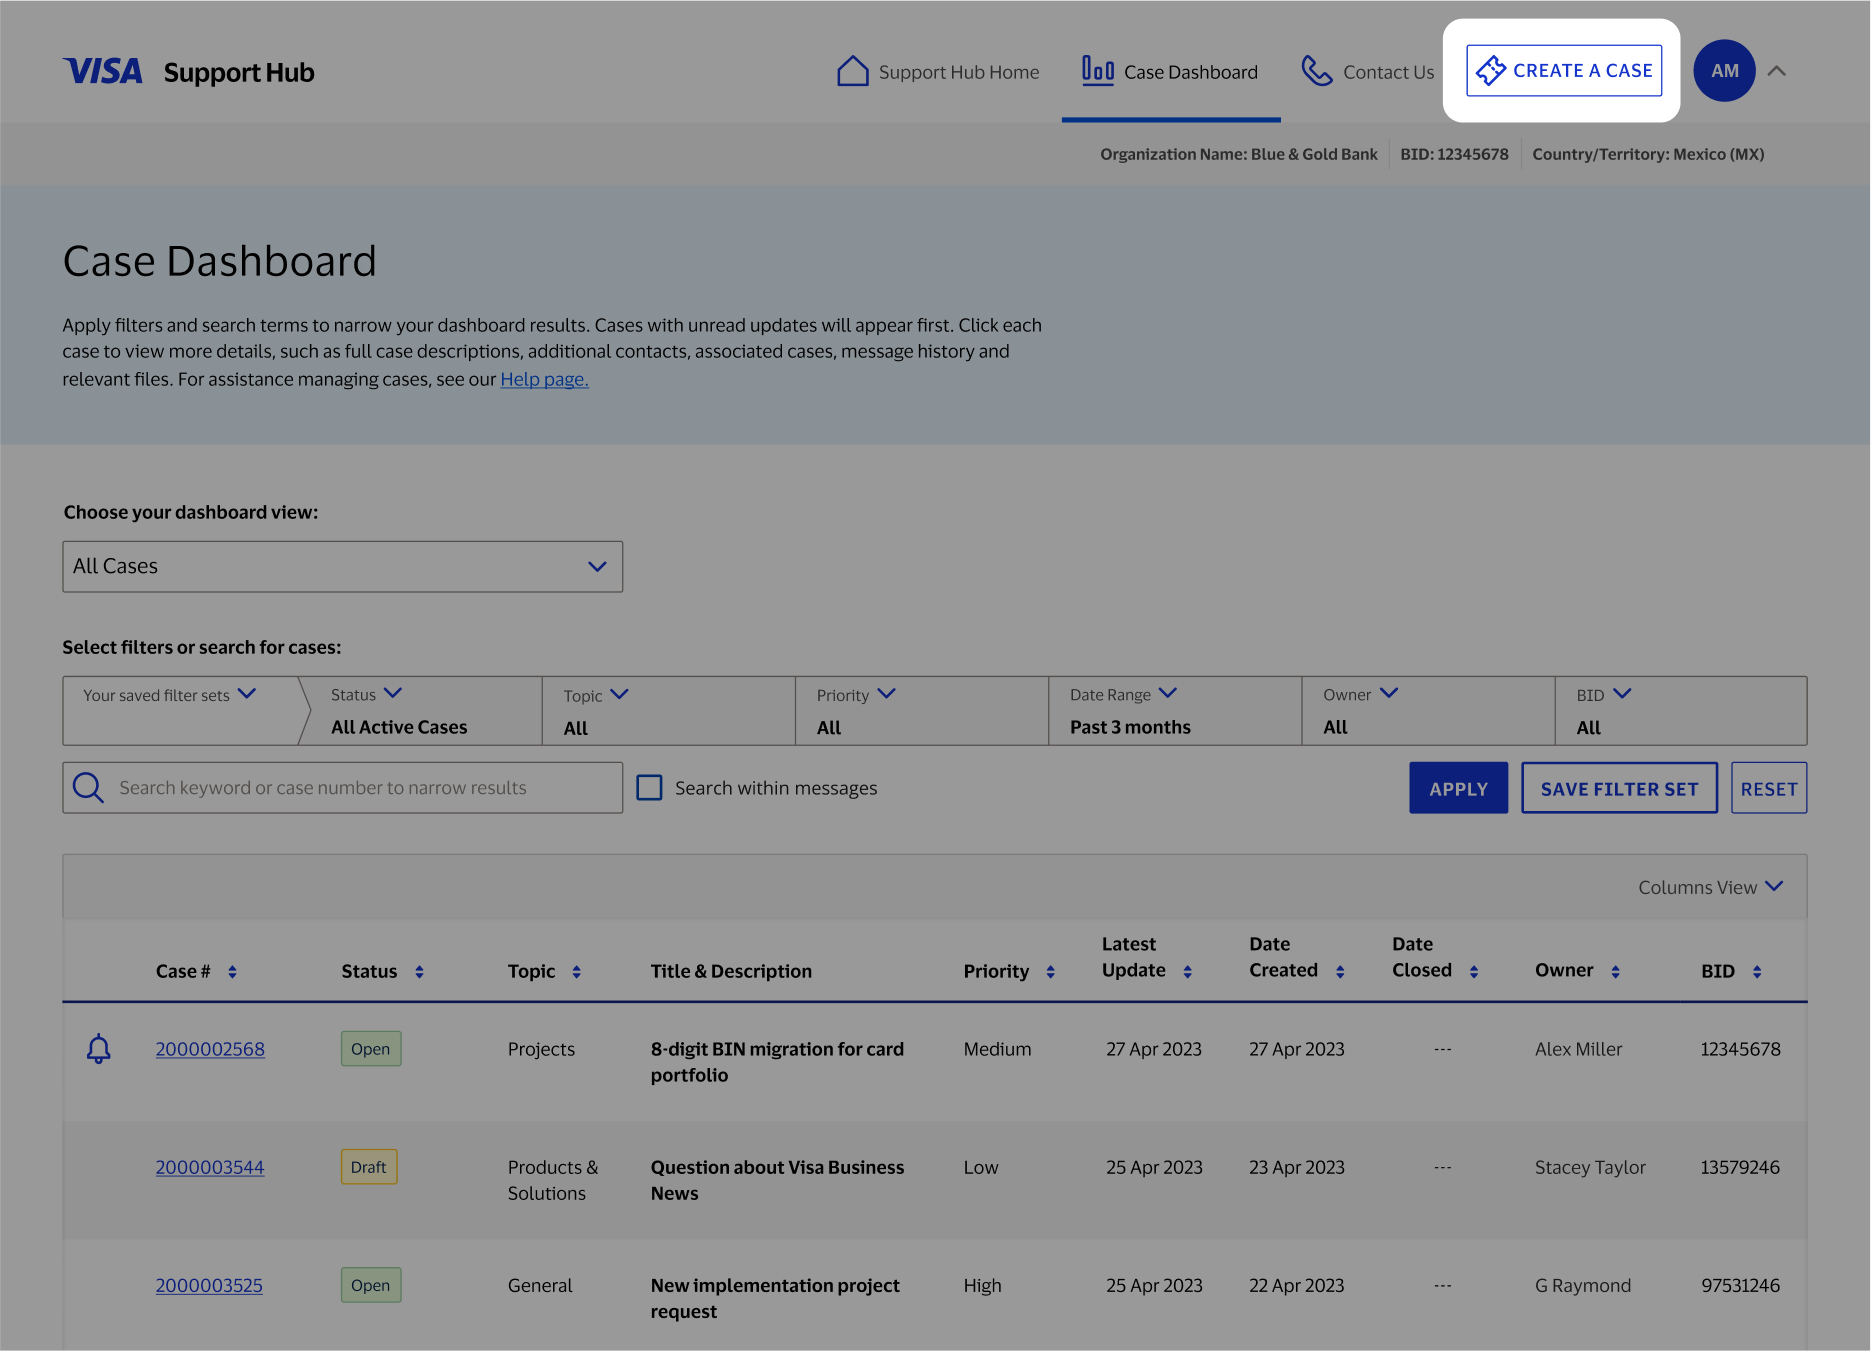 VISA Support Hub
Support Hub Home
Case Dashboard
Contact Us
CREATE A CASE
AM
Organization Name: Blue & Gold Bank
BID: 12345678
Country/Territory: Mexico (MX)
Case Dashboard
Apply filters and search terms to narrow your dashboard results. Cases with unread updates will appear first. Click each
case to view more details, such as full case descriptions, additional contacts, associated cases, message history and
relevant files. For assistance managing cases, see our Help page.
Choose your dashboard view:
All Cases
Select filters or search for cases:
Your saved filter sets
Status
All Active Cases
Topic
All
Priority
All
Date Range
Past 3 months
Owner
All
BID
All
Search keyword or case number to narrow results
Search within messages
APPLY
SAVE FILTER SET
RESET
Columns View
Case #
Status
Topic
Title & Description
Priority
Latest
Update
Date
Created
Date
Closed
Owner
BID
2000002568
Open
Projects
8-digit BIN migration for card
portfolio
Medium
27 Apr 2023
27 Apr 2023
---
Alex Miller
12345678
2000003544
Draft
Products &
Solutions
Question about Visa Business
News
Low
25 Apr 2023
23 Apr 2023
---
Stacey Taylor
13579246
2000003525
Open
General
New implementation project
request
High
25 Apr 2023
22 Apr 2023
---
G Raymond
97531246